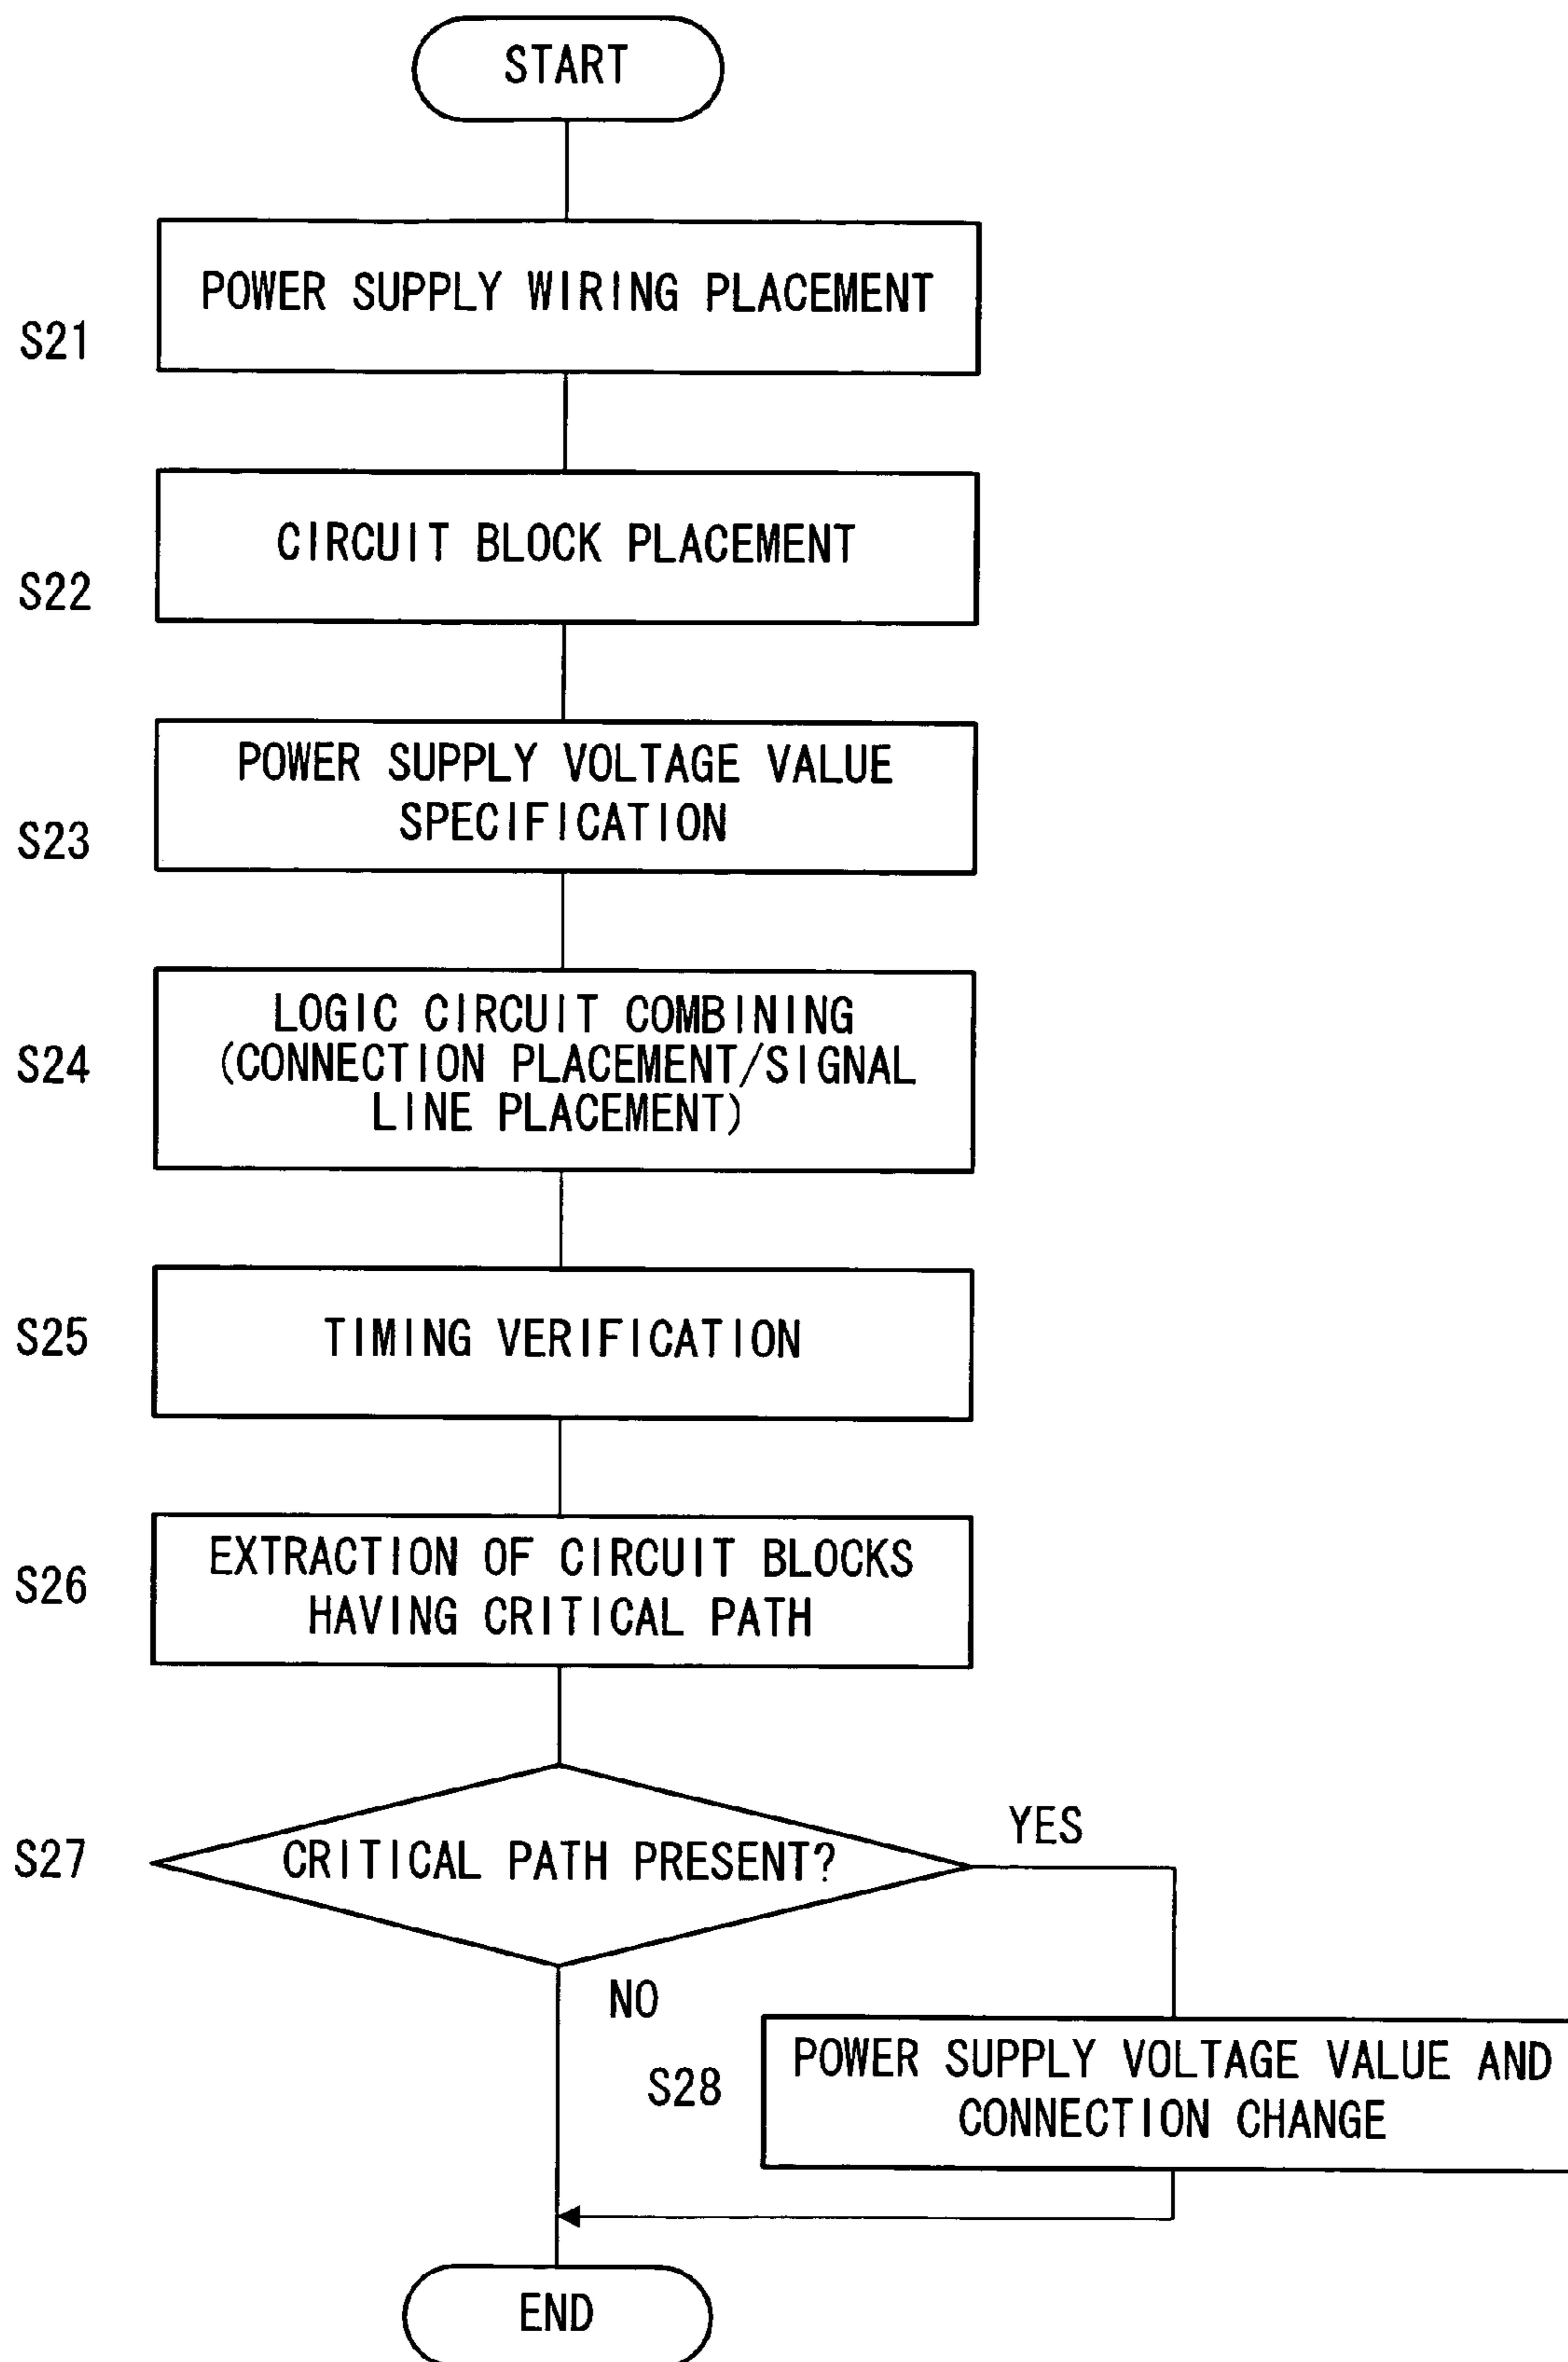 START
POWER SUPPLY WIRING PLACEMENT
S21
CIRCUIT BLOCK PLACEMENT
S22
POWER SUPPLY VOLTAGE VALUE
SPECIFICATION
S23
LOGIC CIRCUIT COMBINING
(CONNECTION PLACEMENT/SIGNAL
LINE PLACEMENT)
S24
TIMING VERIFICATION
S25
EXTRACTION OF CIRCUIT BLOCKS
HAVING CRITICAL PATH
S26
CRITICAL PATH PRESENT?
S27
YES
NO
POWER SUPPLY VOLTAGE VALUE AND
CONNECTION CHANGE
S28
END